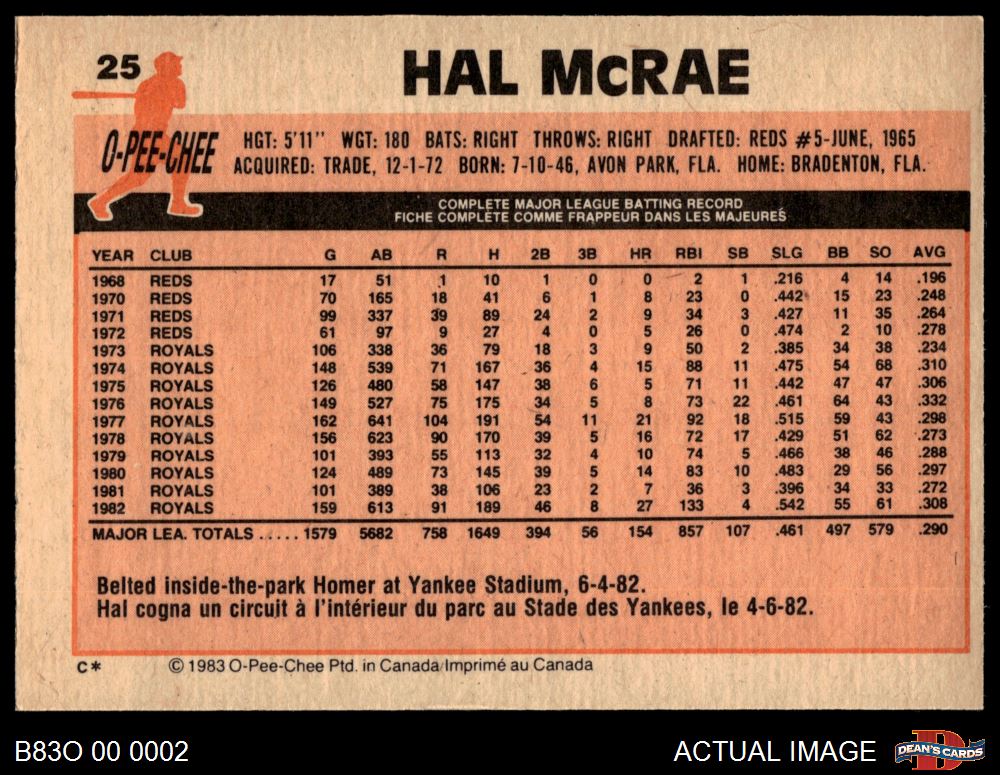 25
HAL McRAE
O-PEE-CHEE
HGT: 5'11" WGT: 180 BATS: RIGHT THROWS: RIGHT DRAFTED: REDS #5-JUNE, 1965
ACQUIRED: TRADE, 12-1-72 BORN: 7-10-46, AVON PARK, FLA. HOME: BRADENTON, FLA.
COMPLETE MAJOR LEAGUE BATTING RECORD
FICHE COMPLÈTE COMME FRAPPEUR DANS LES MAJEURES
YEAR CLUB G AB R H 2B 3B HR RBI SB SLG BB SO AVG
1968 REDS 17 51 1 10 1 0 0 2 1 .216 4 14 .196
1970 REDS 70 165 18 41 6 1 8 23 0 .442 15 23 .248
1971 REDS 99 337 39 89 24 2 9 34 3 .427 11 35 .264
1972 REDS 61 97 9 27 4 0 5 26 0 .474 2 10 .278
1973 ROYALS 106 338 36 79 18 3 9 50 2 .385 34 38 .234
1974 ROYALS 148 539 71 167 36 4 15 88 11 .475 54 68 .310
1975 ROYALS 126 480 58 147 38 6 5 71 11 .442 47 47 .306
1976 ROYALS 149 527 75 175 34 5 8 73 22 .461 64 43 .332
1977 ROYALS 162 641 104 191 54 11 21 92 18 .515 59 43 .298
1978 ROYALS 156 623 90 170 39 5 16 72 17 .429 51 62 .273
1979 ROYALS 101 393 55 113 32 4 10 74 5 .466 38 46 .288
1980 ROYALS 124 489 73 145 39 5 14 83 10 .483 29 56 .297
1981 ROYALS 101 389 38 106 23 2 7 36 3 .396 34 33 .272
1982 ROYALS 159 613 91 189 46 8 27 133 4 .542 55 61 .308
MAJOR LEA. TOTALS ..... 1579 5682 758 1649 394 56 154 857 107 .461 497 579 .290
Belted inside-the-park Homer at Yankee Stadium, 6-4-82.
Hal cogna un circuit à l'intérieur du parc au Stade des Yankees, le 4-6-82.
C* © 1983 O-Pee-Chee Ptd. in Canada/Imprimé au Canada
B83O 00 0002
ACTUAL IMAGE
DEAN'S CARDS